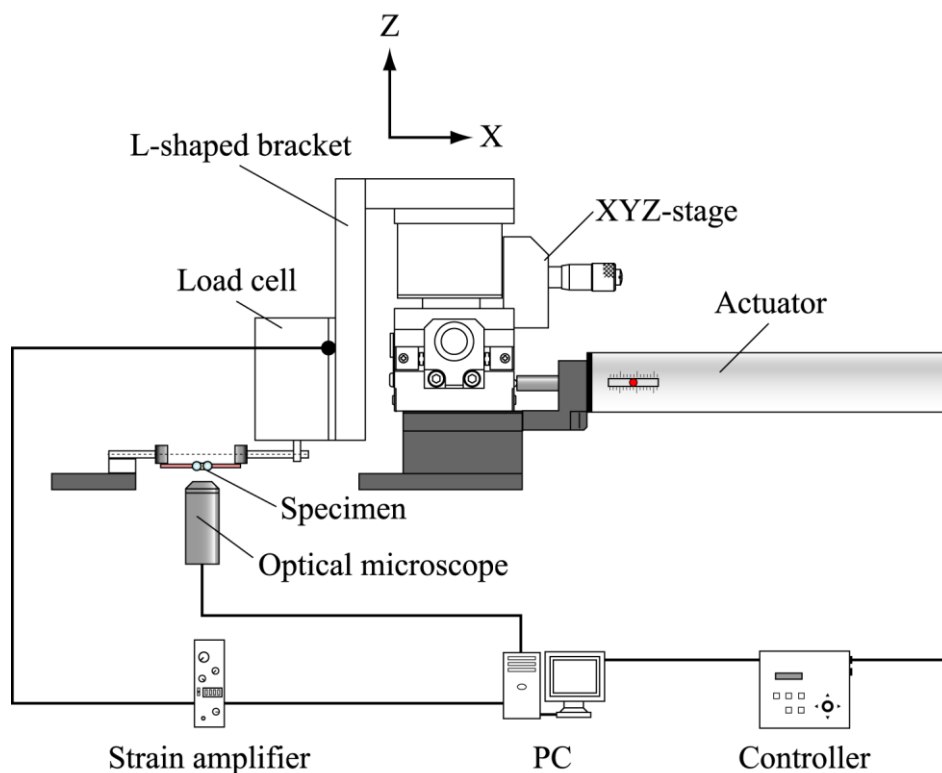 Z
X
L-shaped bracket
XYZ-stage
Load cell
Actuator
Specimen
Optical microscope
Strain amplifier
PC
Controller